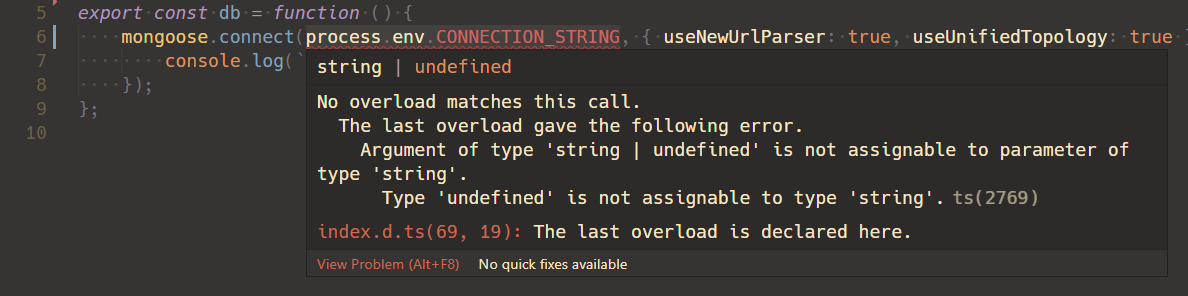 5 export const db = function () {
6 mongoose.connect(process.env.CONNECTION_STRING, { useNewUrlParser: true, useUnifiedTopology: true }
7 console.log(`
8 });
9 };
10
string | undefined
No overload matches this call.
The last overload gave the following error.
Argument of type 'string | undefined' is not assignable to parameter of
type 'string'.
Type 'undefined' is not assignable to type 'string'. ts(2769)
index.d.ts(69, 19): The last overload is declared here.
View Problem (Alt+F8) No quick fixes available